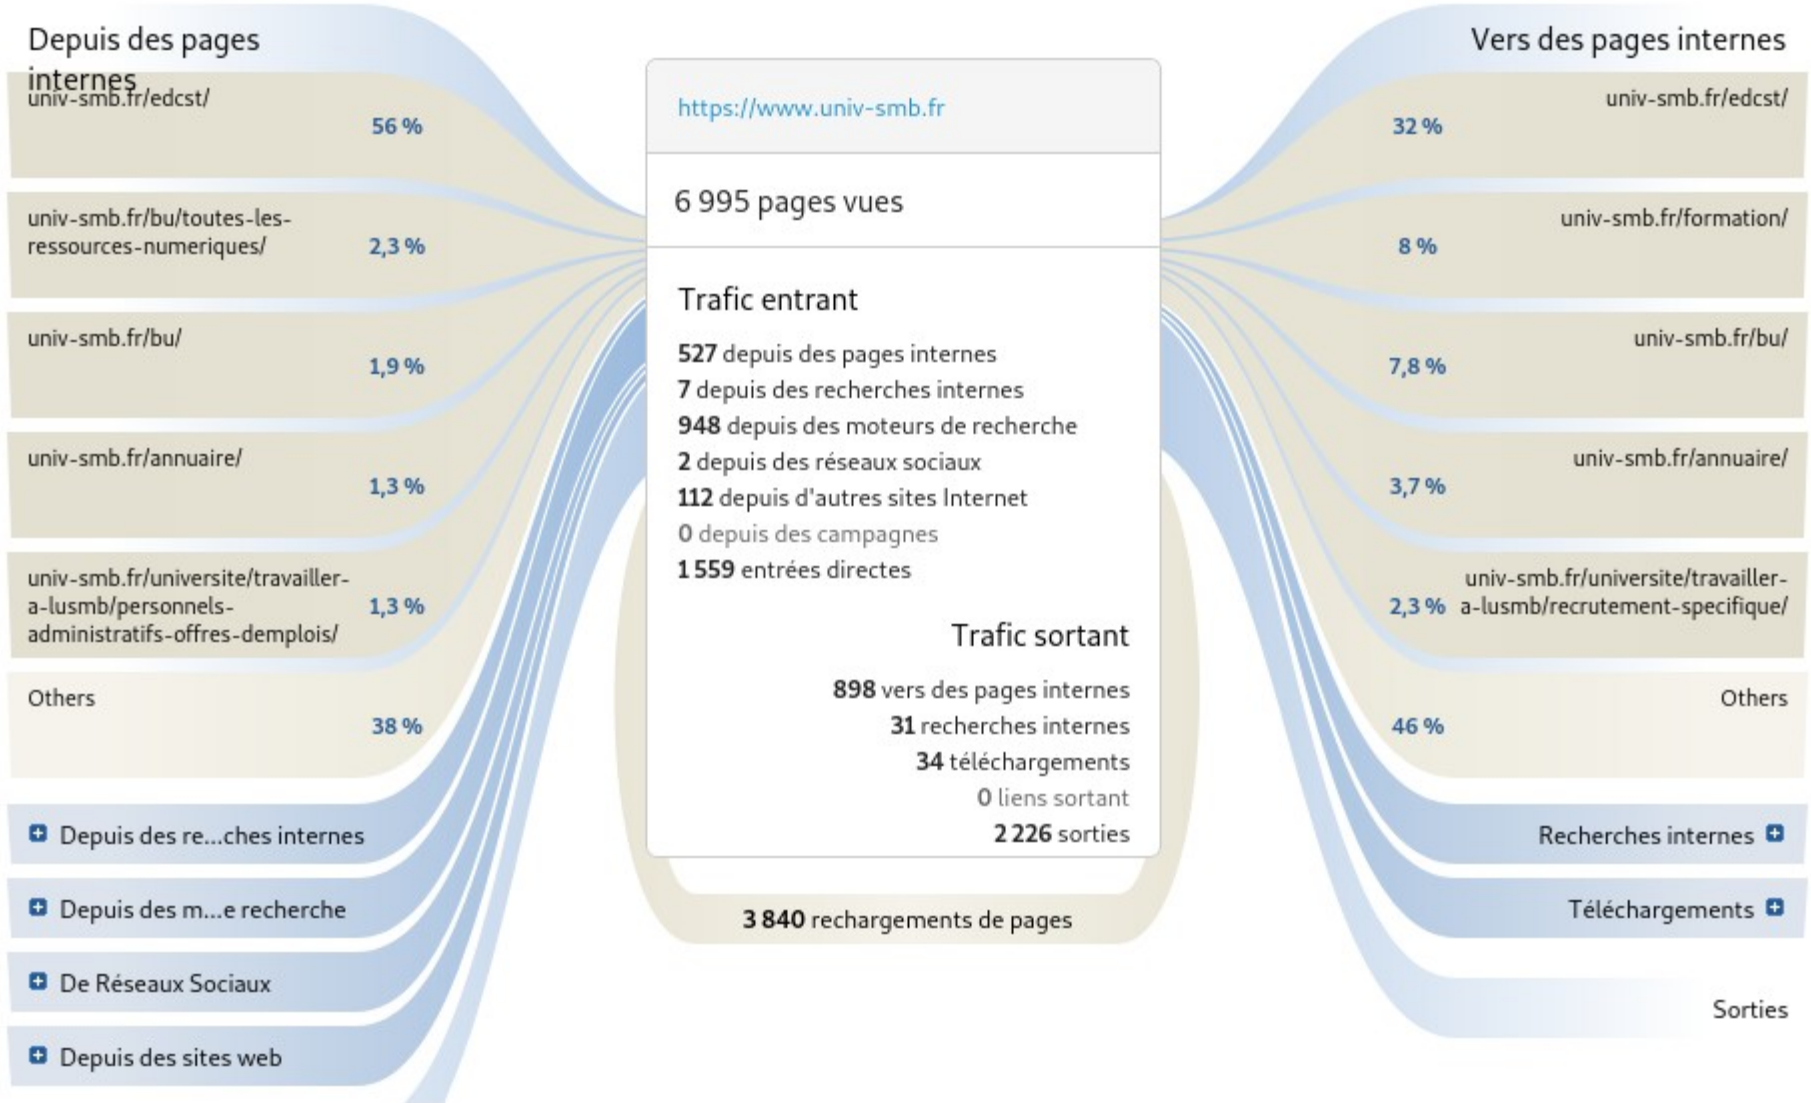 Depuis des pages
internes
univ-smb.fr/edcst/
56 %
univ-smb.fr/bu/toutes-les-
ressources-numeriques/
2,3 %
univ-smb.fr/bu/
1,9 %
univ-smb.fr/annuaire/
1,3 %
univ-smb.fr/universite/travailler-
a-lusmb/personnels-
administratifs-offres-demplois/
1,3 %
Others
38 %
Depuis des re...ches internes
Depuis des m...e recherche
De Réseaux Sociaux
Depuis des sites web
https://www.univ-smb.fr
6 995 pages vues
Trafic entrant
527 depuis des pages internes
7 depuis des recherches internes
948 depuis des moteurs de recherche
2 depuis des réseaux sociaux
112 depuis d'autres sites Internet
0 depuis des campagnes
1 559 entrées directes
Trafic sortant
898 vers des pages internes
31 recherches internes
34 téléchargements
0 liens sortant
2 226 sorties
3 840 rechargements de pages
Vers des pages internes
univ-smb.fr/edcst/
32 %
univ-smb.fr/formation/
8 %
univ-smb.fr/bu/
7,8 %
univ-smb.fr/annuaire/
3,7 %
univ-smb.fr/universite/travailler-
a-lusmb/recrutement-specifique/
2,3 %
Others
46 %
Recherches internes
Téléchargements
Sorties